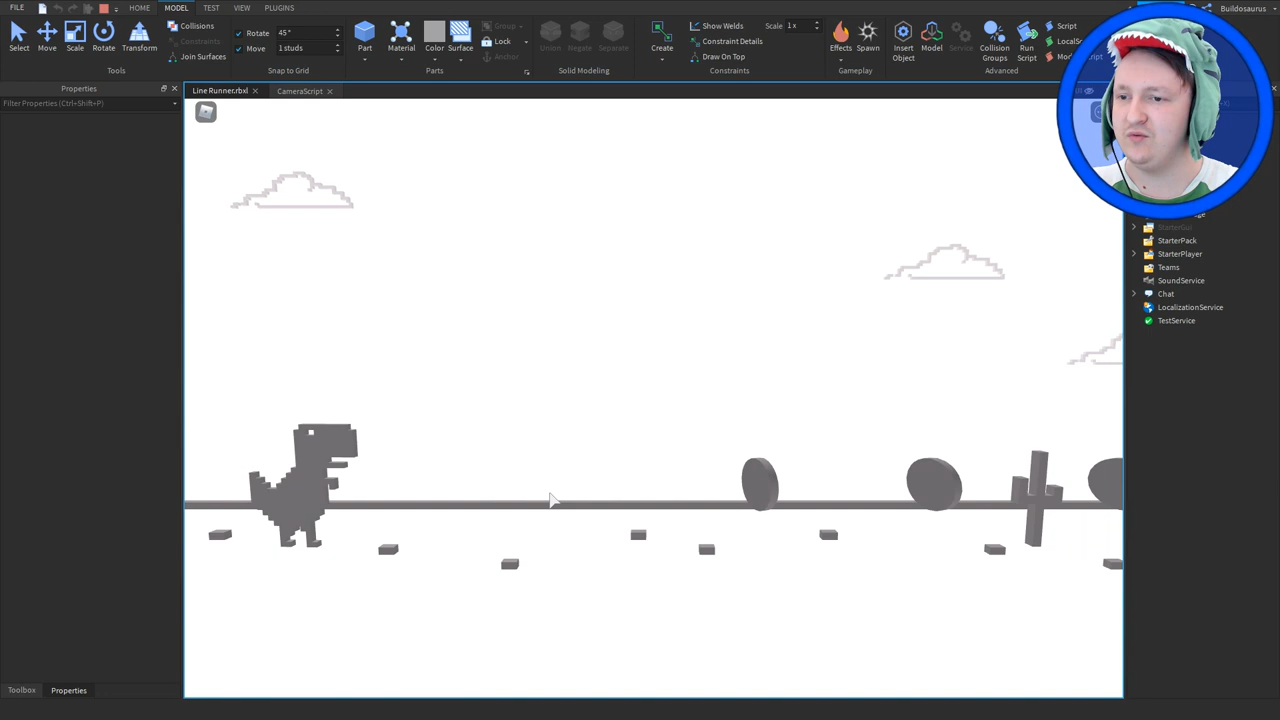 FILE
HOME
MODEL
TEST
VIEW
PLUGINS
Buildosaurus
Select
Move
Scale
Rotate
Transform
Collisions
Constraints
Join Surfaces
Tools
Rotate
45°
Move
1 studs
Snap to Grid
Part
Material
Color
Surface
Group
Lock
Anchor
Parts
Union
Negate
Separate
Solid Modeling
Create
Show Welds
Scale
1x
Constraint Details
Draw On Top
Constraints
Effects
Spawn
Gameplay
Insert
Object
Model
Service
Collision
Groups
Run
Script
Script
Advanced
Properties
Filter Properties (Ctrl+Shift+P)
Line Runner.rbxl
CameraScript
StarterGui
StarterPack
StarterPlayer
Teams
SoundService
Chat
LocalizationService
TestService
Toolbox
Properties